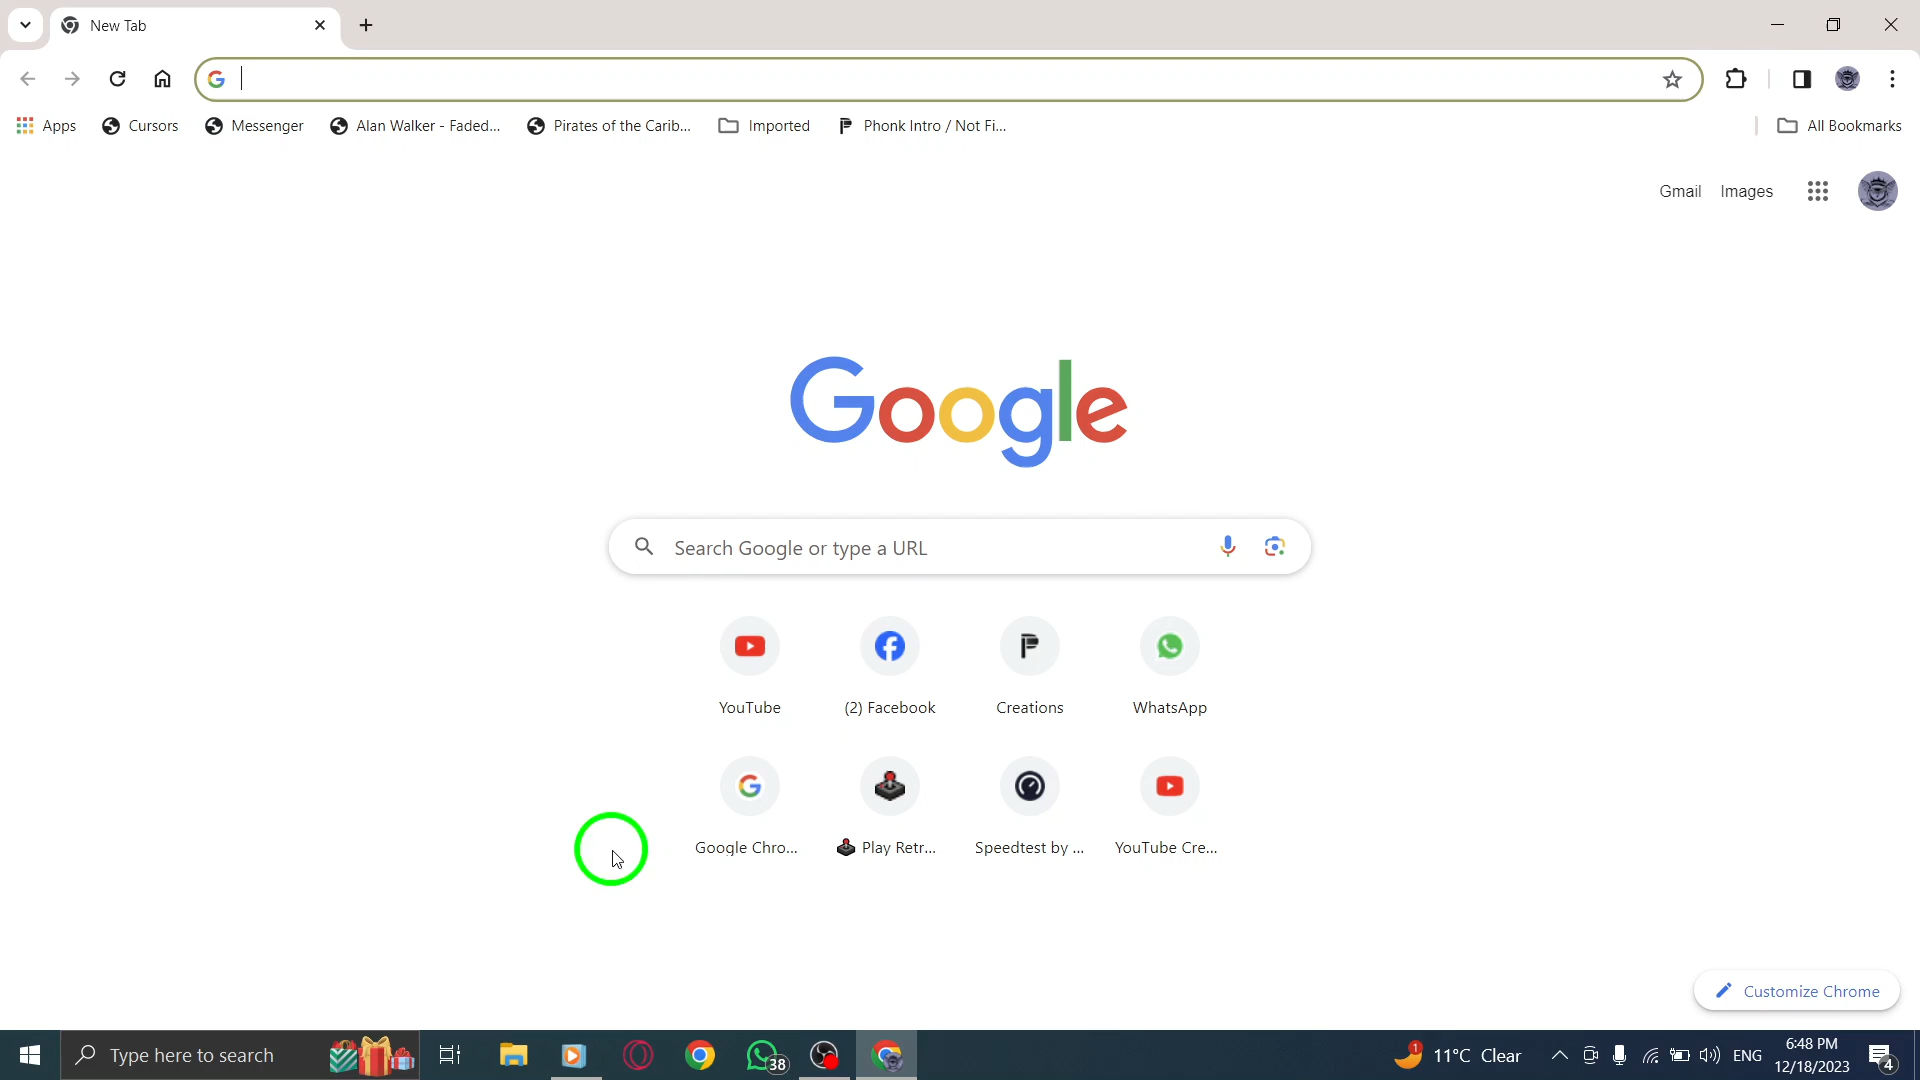 New Tab
Apps
Cursors
Messenger
Alan Walker - Faded...
Pirates of the Carib...
Imported
Phonk Intro / Not Fi...
All Bookmarks
Gmail
Images
Google
Search Google or type a URL
YouTube
(2) Facebook
Creations
WhatsApp
Google Chro...
Play Retr...
Speedtest by ...
YouTube Cre...
Customize Chrome
Type here to search
38
1
11°C Clear
ENG
6:48 PM
12/18/2023
4